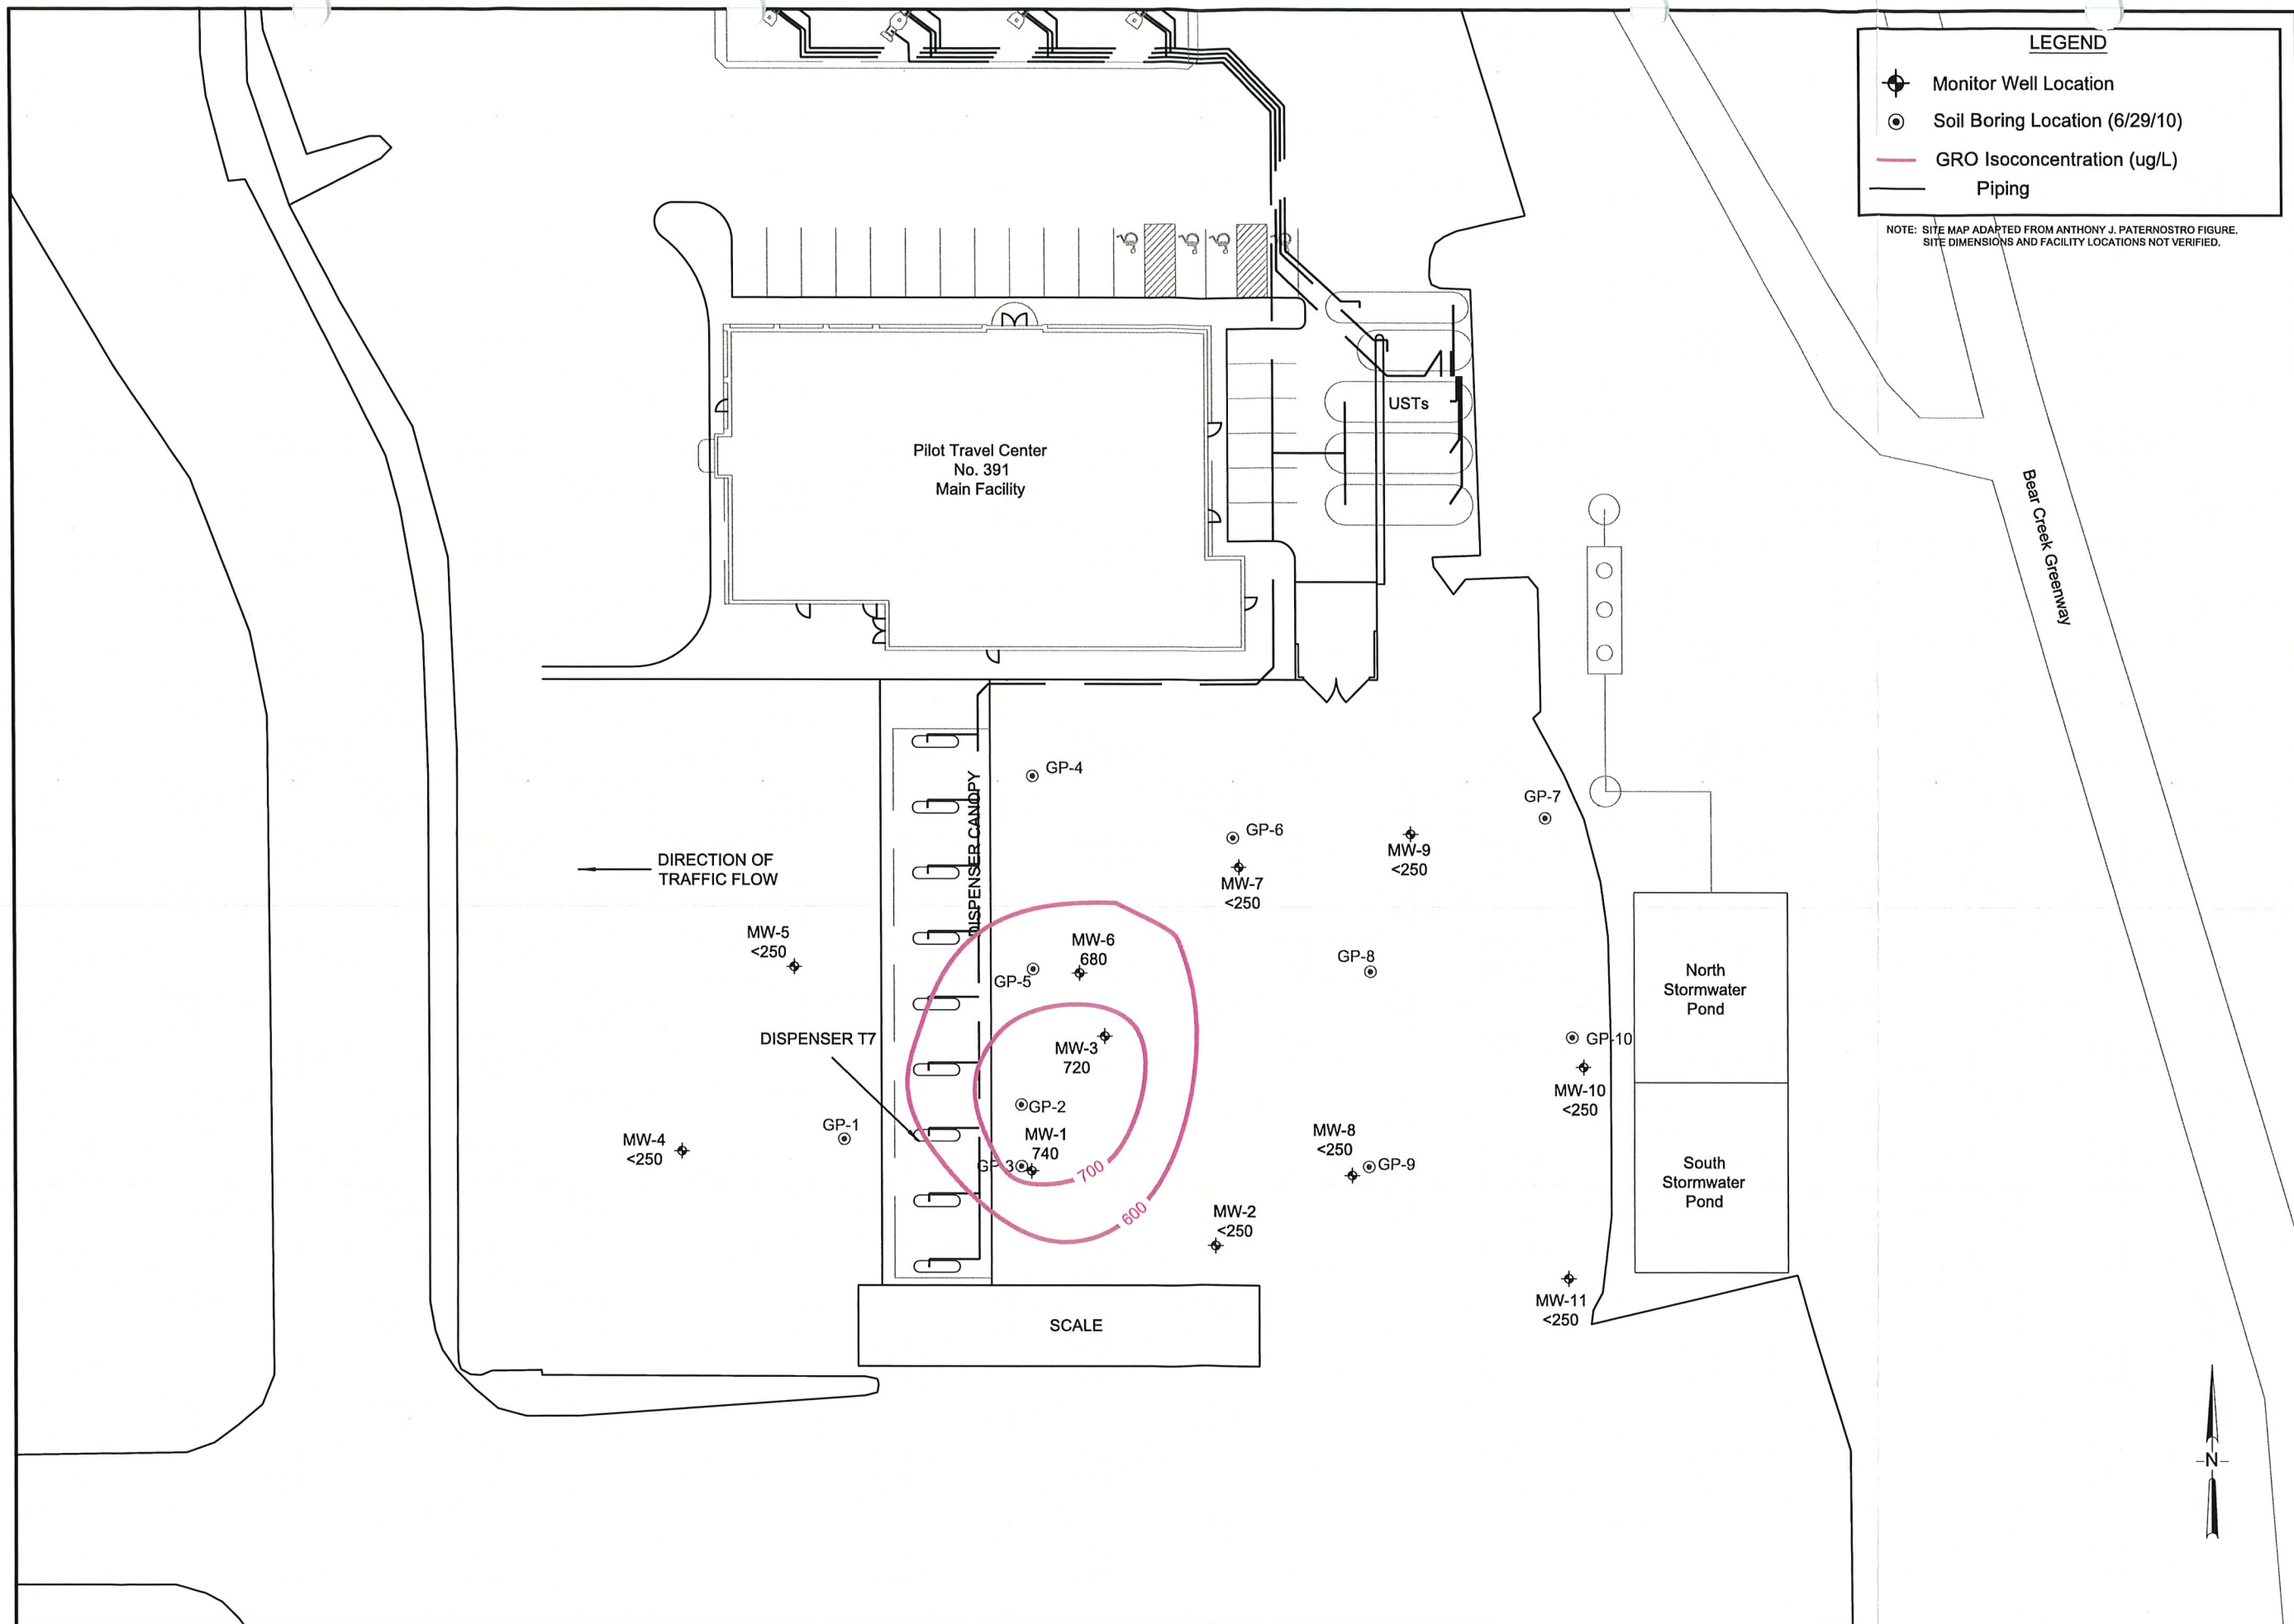 LEGEND
Monitor Well Location
Soil Boring Location (6/29/10)
GRO Isoconcentration (ug/L)
Piping
NOTE: SITE MAP ADAPTED FROM ANTHONY J. PATERNOSTRO FIGURE.
SITE DIMENSIONS AND FACILITY LOCATIONS NOT VERIFIED.
USTs
Pilot Travel Center
No. 391
Main Facility
Bear Creek Greenway
DISPENSER CANOPY
GP-4
GP-7
GP-6
MW-9
<250
DIRECTION OF
TRAFFIC FLOW
MW-7
<250
MW-5
<250
MW-6
680
GP-5
GP-8
North
Stormwater
Pond
DISPENSER T7
MW-3
720
GP-10
MW-10
<250
GP-2
GP-1
MW-4
<250
MW-1
740
GP-3
700
MW-8
<250
GP-9
South
Stormwater
Pond
600
MW-2
<250
MW-11
<250
SCALE
N